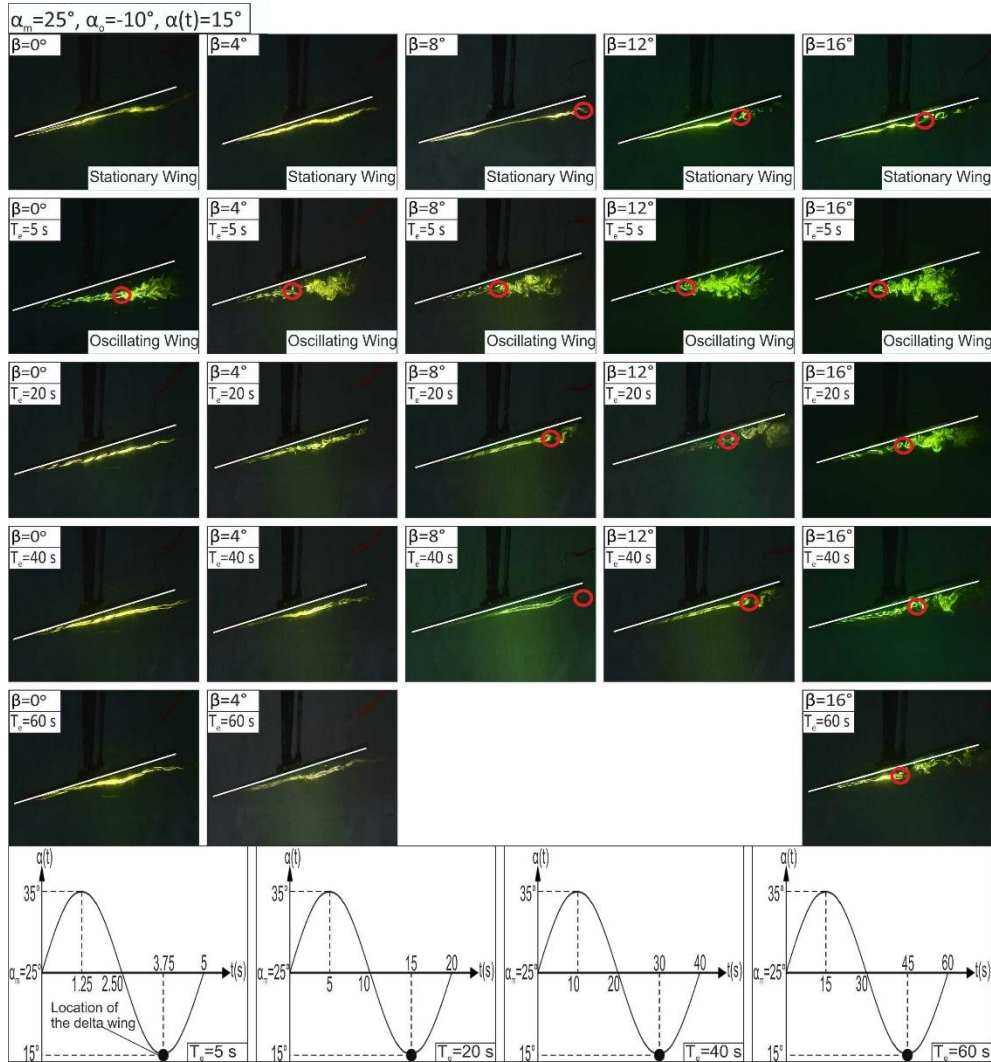 αₘ=25°, αₒ=-10°, α(t)=15°
β=0° β=4° β=8° β=12° β=16°
Stationary Wing Stationary Wing Stationary Wing Stationary Wing Stationary Wing
β=0° β=4° β=8° β=12° β=16°
Tₑ=5 s Tₑ=5 s Tₑ=5 s Tₑ=5 s Tₑ=5 s
Oscillating Wing Oscillating Wing Oscillating Wing Oscillating Wing Oscillating Wing
β=0° β=4° β=8° β=12° β=16°
Tₑ=20 s Tₑ=20 s Tₑ=20 s Tₑ=20 s Tₑ=20 s
β=0° β=4° β=8° β=12° β=16°
Tₑ=40 s Tₑ=40 s Tₑ=40 s Tₑ=40 s Tₑ=40 s
β=0° β=4° β=16°
Tₑ=60 s Tₑ=60 s Tₑ=60 s
α(t) α(t) α(t) α(t)
35° 35° 35° 35°
3.75 5 15 20 30 40 45 60
αₘ=25° t(s) αₘ=25° t(s) αₘ=25° t(s) αₘ=25° t(s)
1.25 2.50 5 10 10 20 15 30
Location of
the delta wing
15° Tₑ=5 s 15° Tₑ=20 s 15° Tₑ=40 s 15° Tₑ=60 s